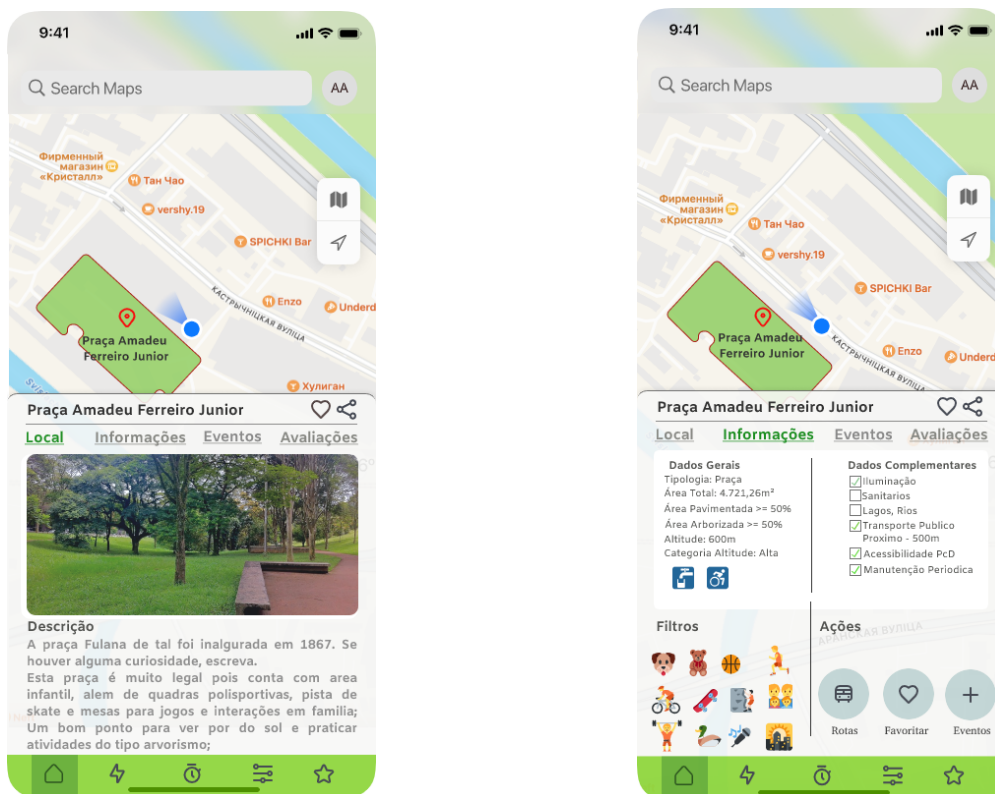 9:41
Search Maps
AA
Фирменный
магазин
«Кристалл»
Тан Чао
vershy.19
SPICHKI Bar
КАСТРЫЧНІЦКАЯ ВУЛІЦА
Enzo
Underd
Praça Amadeu
Ferreiro Junior
Svis
Хулиган
Praça Amadeu Ferreiro Junior
Local Informações Eventos Avaliações
Descrição
A praça Fulana de tal foi inalgurada em 1867. Se
houver alguma curiosidade, escreva.
Esta praça é muito legal pois conta com area
infantil, alem de quadras polisportivas, pista de
skate e mesas para jogos e interações em familia;
Um bom ponto para ver por do sol e praticar
atividades do tipo arvorismo;
9:41
Search Maps
AA
Фирменный
магазин
«Кристалл»
Тан Чао
vershy.19
SPICHKI Bar
КАСТРЫЧНІЦКАЯ ВУЛІЦА
Enzo
Underd
Praça Amadeu
Ferreiro Junior
Praça Amadeu Ferreiro Junior
Local Informações Eventos Avaliações
Dados Gerais
Tipologia: Praça
Área Total: 4.721,26m²
Área Pavimentada >= 50%
Área Arborizada >= 50%
Altitude: 600m
Categoria Altitude: Alta
Dados Complementares
Iluminação
Sanitarios
Lagos, Rios
Transporte Publico
Proximo - 500m
Acessibilidade PcD
Manutenção Periodica
Filtros
Ações
АРАНСКАЯ ВУЛІЦА
Rotas
Favoritar
Eventos